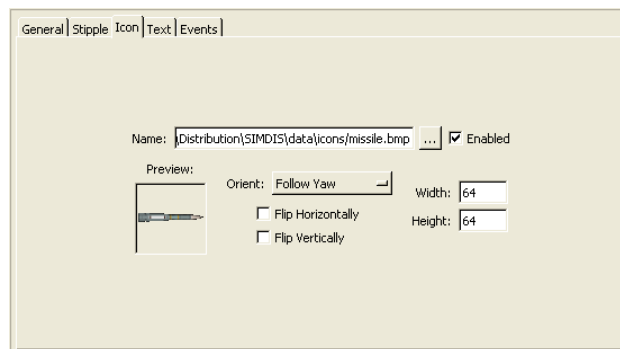 General Stipple Icon Text Events
Name: \Distribution\SIMDIS\data\icons/missile.bmp ... Enabled
Preview:
Orient: Follow Yaw
Width: 64
Flip Horizontally
Height: 64
Flip Vertically